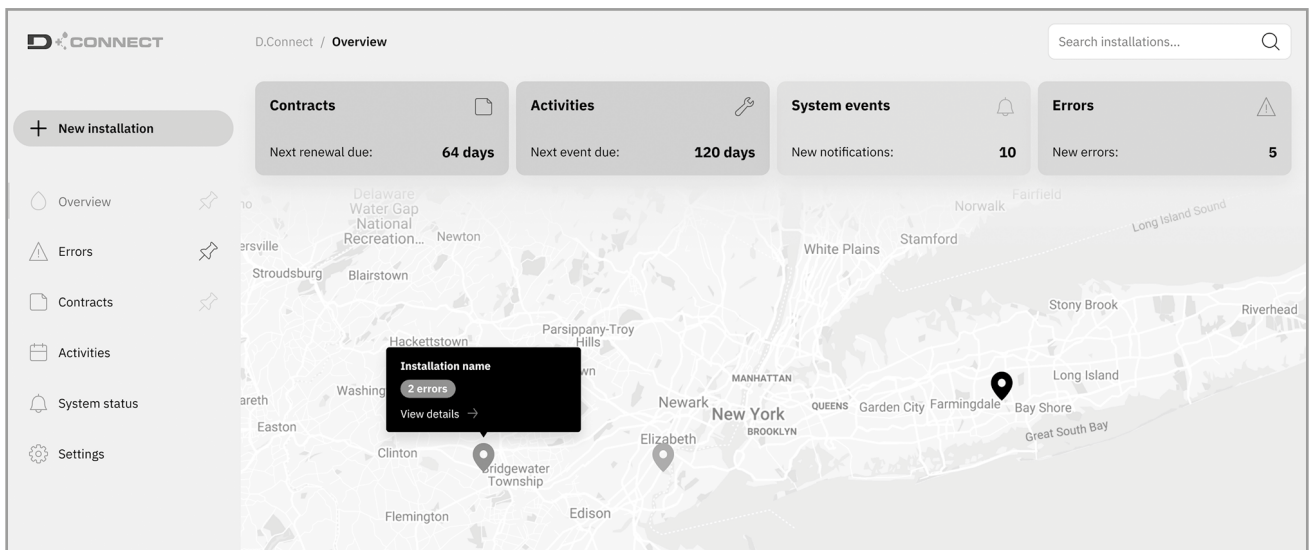 D CONNECT
D.Connect / Overview
Search installations...
New installation
Overview
Errors
Contracts
Activities
System status
Settings
Contracts
Next renewal due: 64 days
Activities
Next event due: 120 days
System events
New notifications: 10
Errors
New errors: 5
Delaware
Water Gap
National
Recreation...
Newton
Fairfield
Norwalk
Long Island Sound
Stamford
White Plains
ersville
Stroudsburg
Blairstown
Stony Brook
Riverhead
Parsippany-Troy
Hills
Hackettstown
Installation name
2 errors
View details
Washing
wn
MANHATTAN
Long Island
areth
Newark
New York
QUEENS
Garden City
Farmingdale
Bay Shore
Easton
BROOKLYN
Great South Bay
Elizabeth
Clinton
Bridgewater
Township
Flemington
Edison